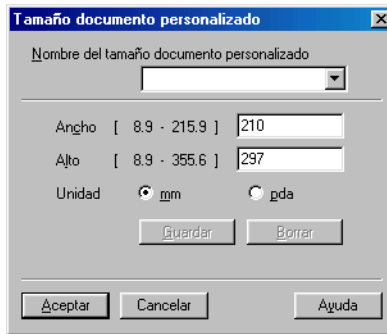 Tamaño documento personalizado
Nombre del tamaño documento personalizado
Ancho [ 8.9 - 215.9 ] 210
Alto [ 8.9 - 355.6 ] 297
Unidad mm pda
Guardar Borrar
Aceptar Cancelar Ayuda